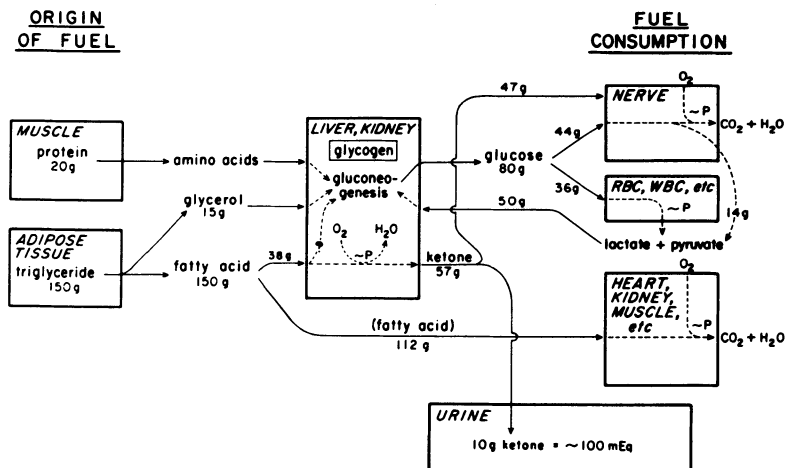 ORIGIN
OF FUEL
FUEL
CONSUMPTION
MUSCLE
protein
20g
amino acids
LIVER, KIDNEY
glycogen
gluconeo-
genesis
glycerol
15g
O₂
H₂O
~P
ADIPOSE
TISSUE
triglyceride
150g
fatty acid
150g
38g
ketone
57g
(fatty acid)
112 g
glucose
80g
47g
44g
36g
50g
14g
O₂
NERVE
~P
CO₂ + H₂O
RBC, WBC, etc
~P
lactate + pyruvate
O₂
HEART,
KIDNEY,
MUSCLE,
etc
~P
CO₂ + H₂O
URINE
10g ketone = ~100 mEq